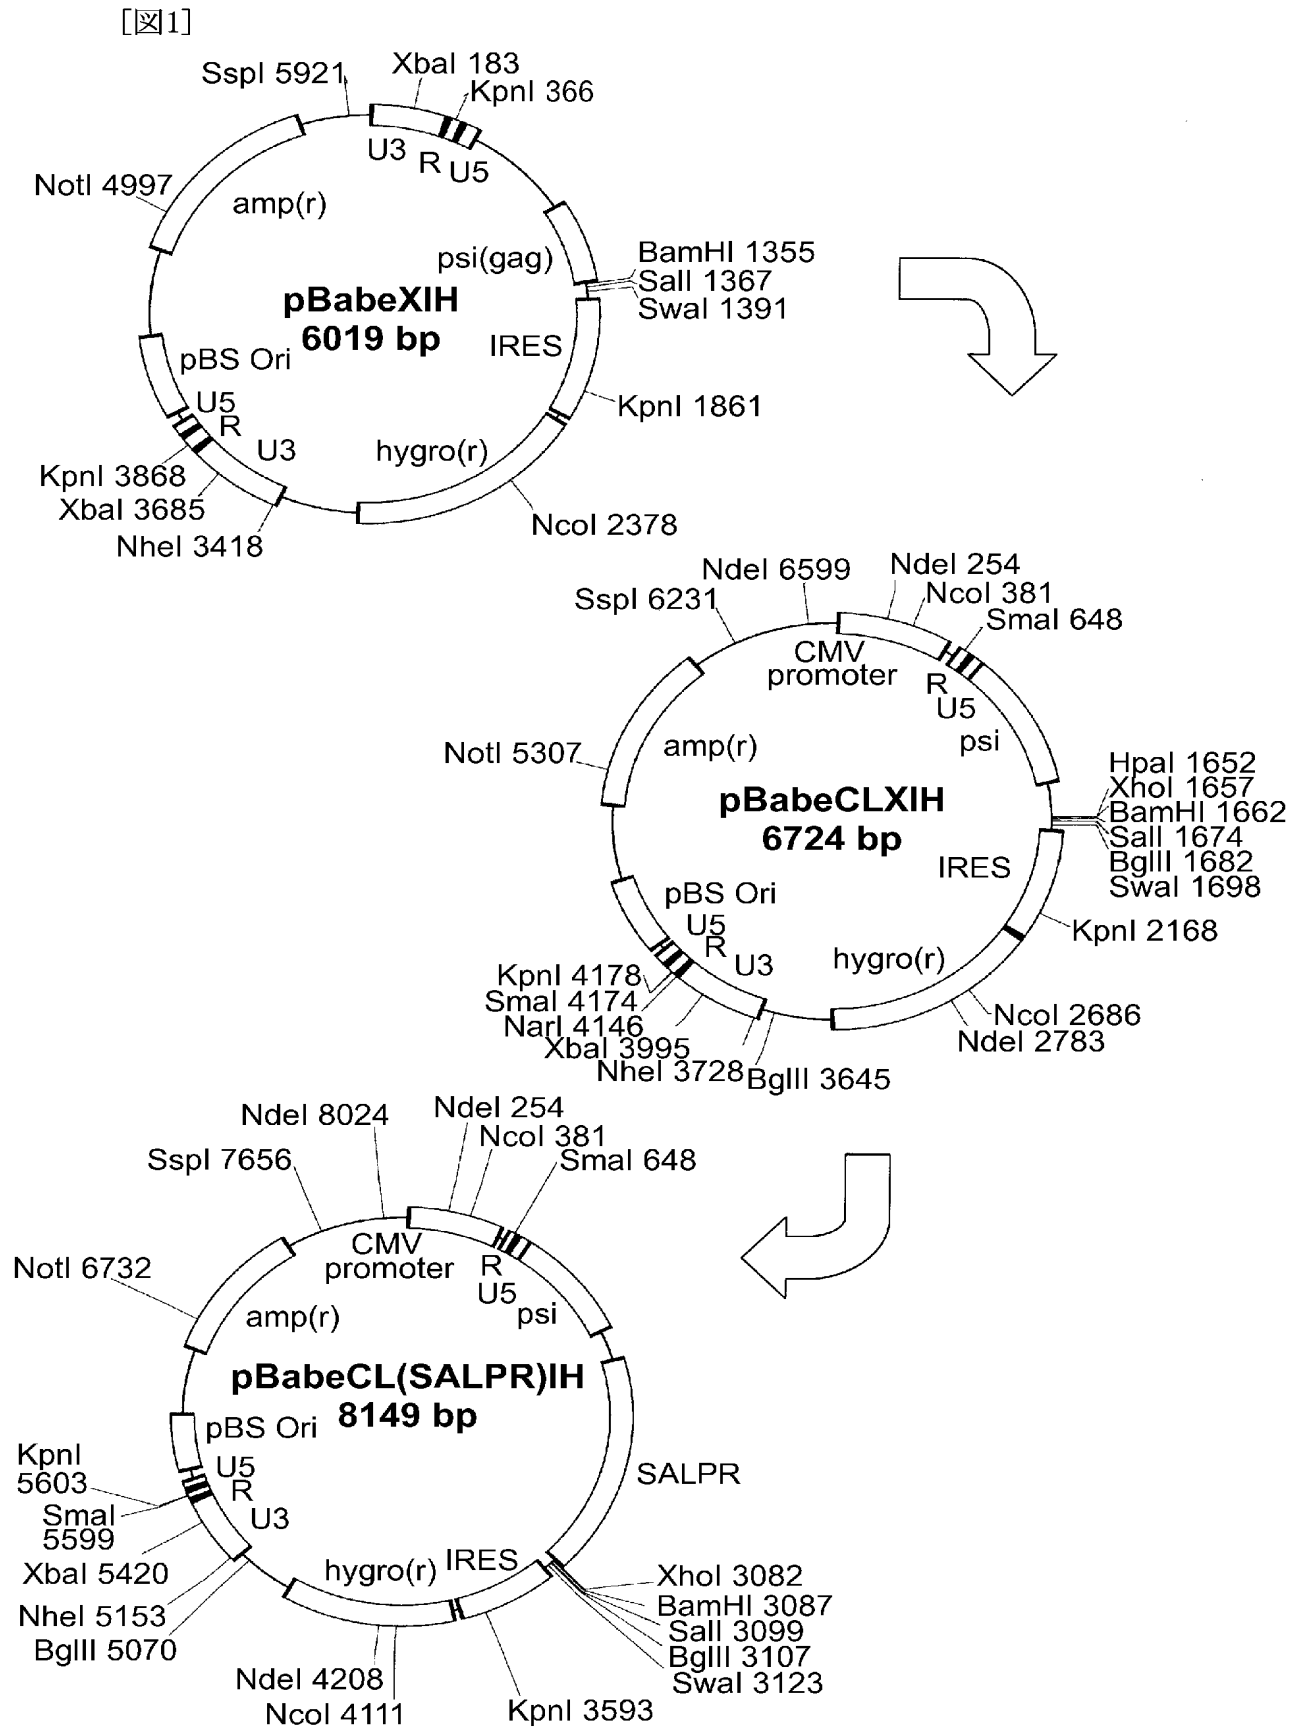 [図1]
SspI 5921
XbaI 183
KpnI 366
U3
R
U5
NotI 4997
amp(r)
psi(gag)
BamHI 1355
SalI 1367
SwaI 1391
pBabeXIH
6019 bp
IRES
pBS Ori
U5
R
U3
KpnI 1861
hygro(r)
KpnI 3868
XbaI 3685
NheI 3418
NcoI 2378
NdeI 6599
NdeI 254
SspI 6231
NcoI 381
SmaI 648
CMV
promoter
R
U5
psi
NotI 5307
amp(r)
HpaI 1652
XhoI 1657
BamHI 1662
SalI 1674
BglII 1682
SwaI 1698
pBabeCLXIH
6724 bp
IRES
pBS Ori
U5
R
U3
KpnI 2168
hygro(r)
KpnI 4178
SmaI 4174
NarI 4146
XbaI 3995
NheI 3728
BglII 3645
NcoI 2686
NdeI 2783
NdeI 8024
NdeI 254
NcoI 381
SspI 7656
SmaI 648
CMV
promoter
R
U5
psi
NotI 6732
amp(r)
pBabeCL(SALPR)IH
8149 bp
pBS Ori
U5
R
U3
KpnI
5603
SmaI
5599
SALPR
XbaI 5420
NheI 5153
BglII 5070
hygro(r)
IRES
XhoI 3082
BamHI 3087
SalI 3099
BglII 3107
SwaI 3123
NdeI 4208
NcoI 4111
KpnI 3593